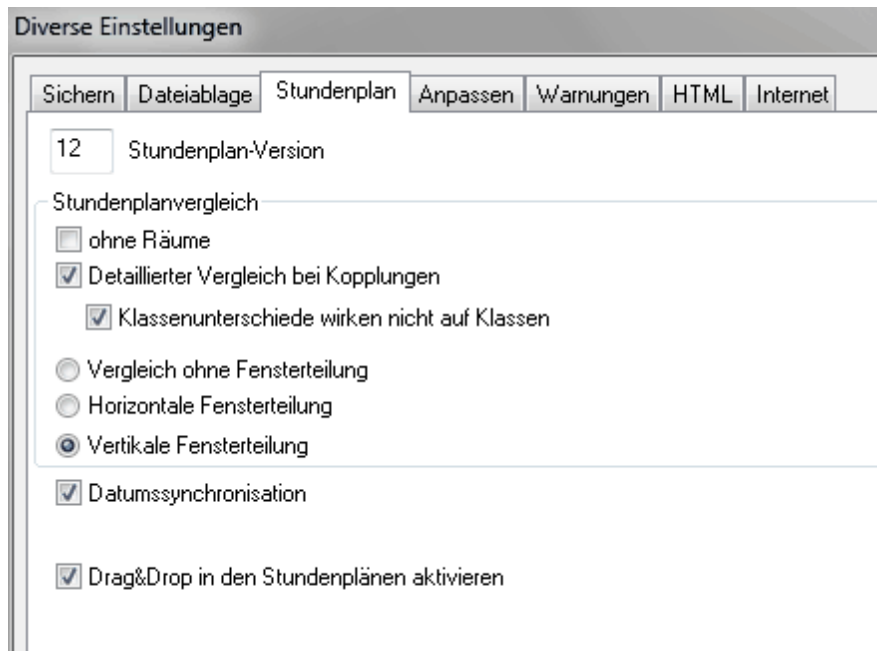 Diverse Einstellungen
Sichern Dateiablage Stundenplan Anpassen Warnungen HTML Internet
12 Stundenplan-Version
Stundenplanvergleich
ohne Räume
Detaillierter Vergleich bei Kopplungen
Klassenunterschiede wirken nicht auf Klassen
Vergleich ohne Fensterteilung
Horizontale Fensterteilung
Vertikale Fensterteilung
Datumssynchronisation
Drag&Drop in den Stundenplänen aktivieren